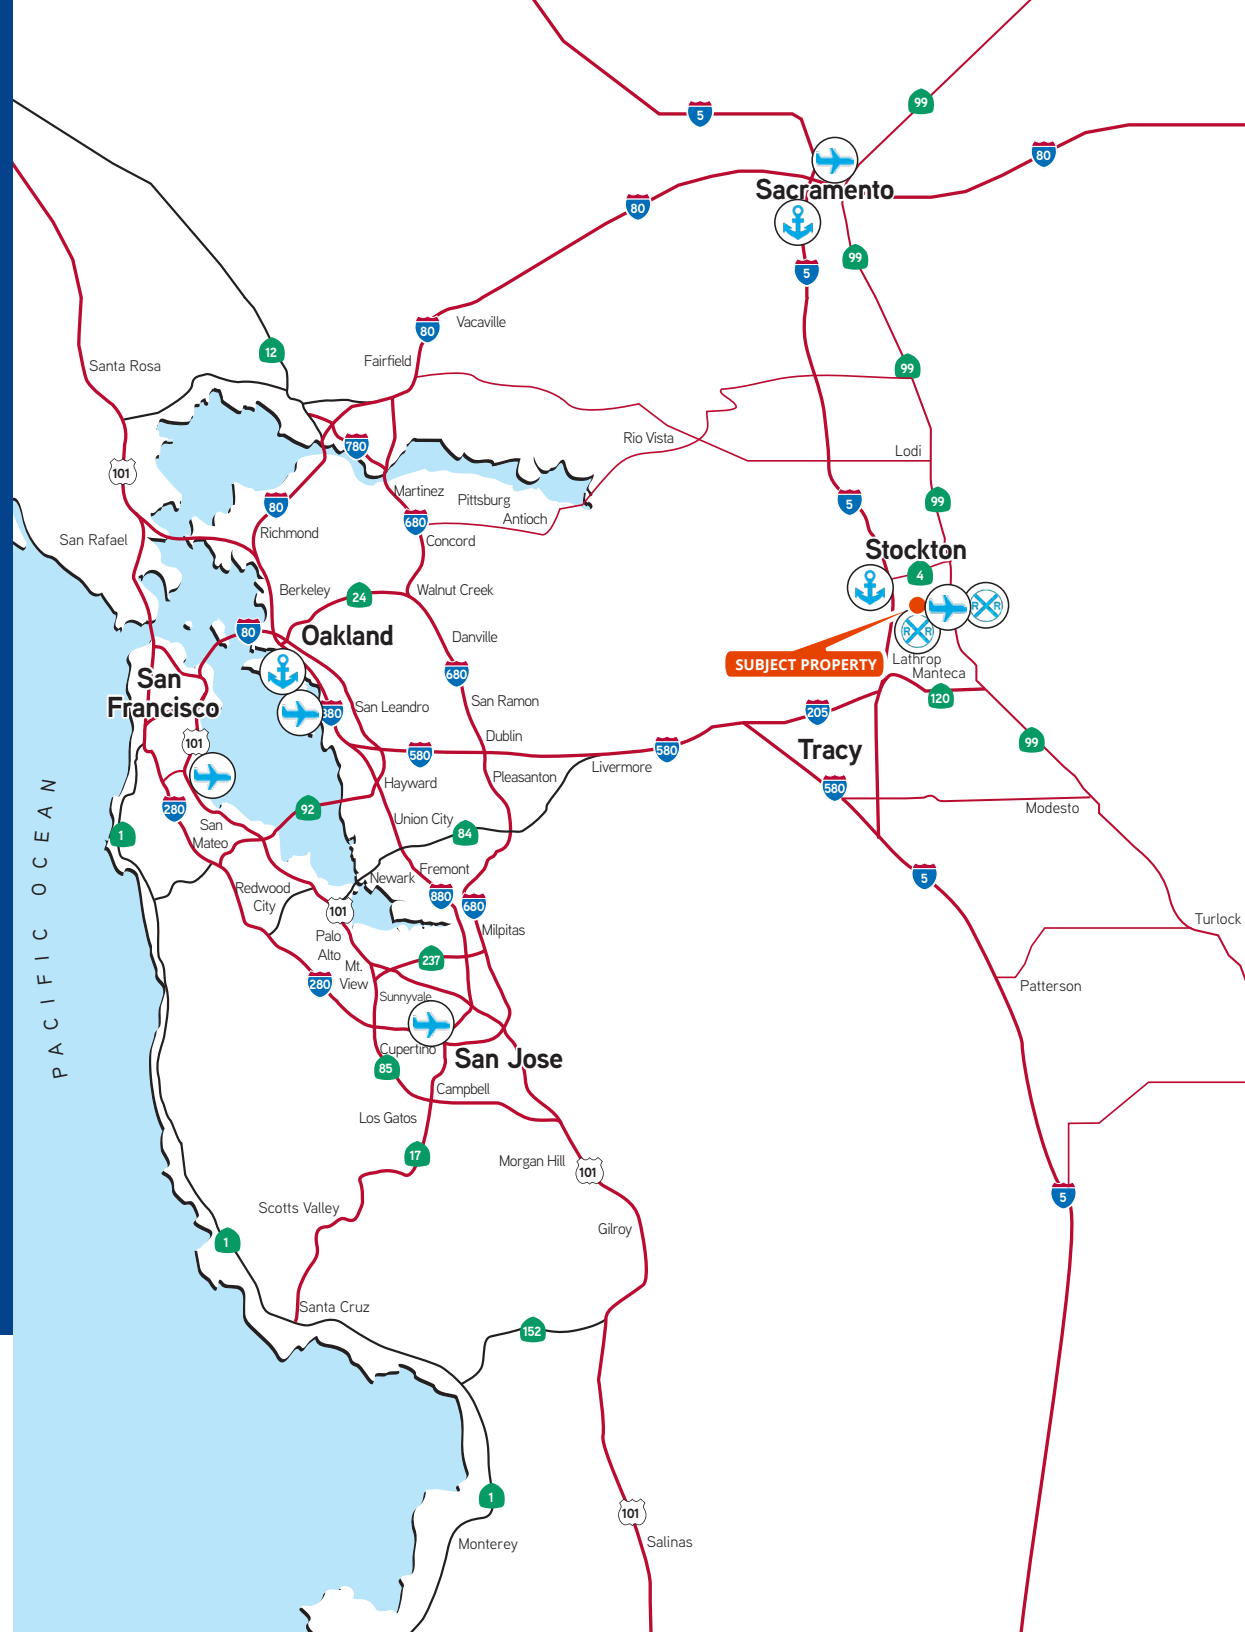 99
5
80
Sacramento
80
99
5
Vacaville
80
12
Fairfield
Santa Rosa
99
Rio Vista
780
Lodi
101
Martinez
Pittsburg
5
99
80
Antioch
680
Richmond
San Rafael
Concord
Stockton
4
Berkeley
24
Walnut Creek
R R
80
Oakland
Danville
R R
SUBJECT PROPERTY
Lathrop
Manteca
680
San
Francisco
San Ramon
120
San Leandro
880
205
Dublin
101
99
580
580
Tracy
Livermore
Pleasanton
Hayward
580
280
92
Modesto
Union City
San
Mateo
1
84
Fremont
5
Newark
Redwood
City
880
680
101
Turlock
Milpitas
Palo
Alto
237
Mt.
View
280
Patterson
Sunnyvale
PACIFIC OCEAN
Cupertino
San Jose
85
Campbell
Los Gatos
17
Morgan Hill
101
5
Scotts Valley
Gilroy
1
Santa Cruz
152
1
101
Monterey
Salinas